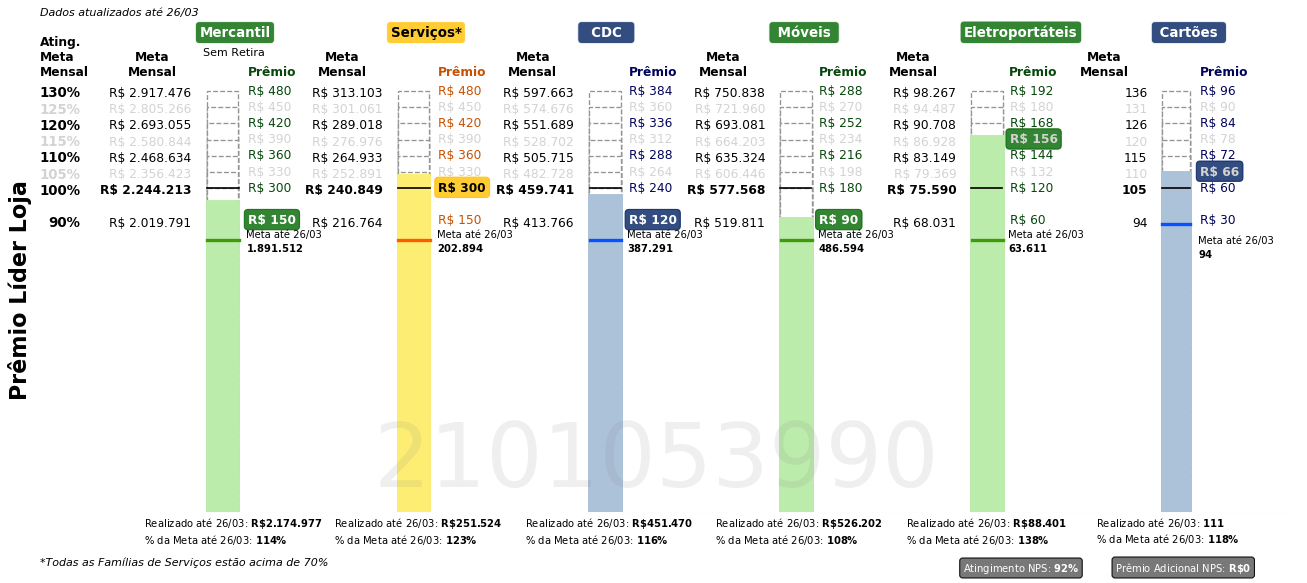 Dados atualizados até 26/03
Mercantil Serviços* CDC Móveis Eletroportáteis Cartões
Sem Retira
Ating. Meta Mensal Meta Mensal Prêmio Meta Mensal Prêmio Meta Mensal Prêmio Meta Mensal Prêmio Meta Mensal Prêmio Meta Mensal Prêmio
130% R$ 2.917.476 R$ 480 R$ 313.103 R$ 480 R$ 597.663 R$ 384 R$ 750.838 R$ 288 R$ 98.267 R$ 192 136 R$ 96
125% R$ 2.805.266 R$ 450 R$ 301.061 R$ 450 R$ 574.676 R$ 360 R$ 721.960 R$ 270 R$ 94.487 R$ 180 131 R$ 90
120% R$ 2.693.055 R$ 420 R$ 289.018 R$ 420 R$ 551.689 R$ 336 R$ 693.081 R$ 252 R$ 90.708 R$ 168 126 R$ 84
115% R$ 2.580.844 R$ 390 R$ 276.976 R$ 390 R$ 528.702 R$ 312 R$ 664.203 R$ 234 R$ 86.928 R$ 156 120 R$ 78
110% R$ 2.468.634 R$ 360 R$ 264.933 R$ 360 R$ 505.715 R$ 288 R$ 635.324 R$ 216 R$ 83.149 R$ 144 115 R$ 72
105% R$ 2.356.423 R$ 330 R$ 252.891 R$ 330 R$ 482.728 R$ 264 R$ 606.446 R$ 198 R$ 79.369 R$ 132 110 R$ 66
100% R$ 2.244.213 R$ 300 R$ 240.849 R$ 300 R$ 459.741 R$ 240 R$ 577.568 R$ 180 R$ 75.590 R$ 120 105 R$ 60
90% R$ 2.019.791 R$ 150 R$ 216.764 R$ 150 R$ 413.766 R$ 120 R$ 519.811 R$ 90 R$ 68.031 R$ 60 94 R$ 30
Meta até 26/03 Meta até 26/03 Meta até 26/03 Meta até 26/03 Meta até 26/03 Meta até 26/03
1.891.512 202.894 387.291 486.594 63.611 94
Prêmio Líder Loja
2101053990
Realizado até 26/03: R$2.174.977 Realizado até 26/03: R$251.524 Realizado até 26/03: R$451.470 Realizado até 26/03: R$526.202 Realizado até 26/03: R$88.401 Realizado até 26/03: 111
% da Meta até 26/03: 114% % da Meta até 26/03: 123% % da Meta até 26/03: 116% % da Meta até 26/03: 108% % da Meta até 26/03: 138% % da Meta até 26/03: 118%
*Todas as Famílias de Serviços estão acima de 70%
Atingimento NPS: 92% Prêmio Adicional NPS: R$0